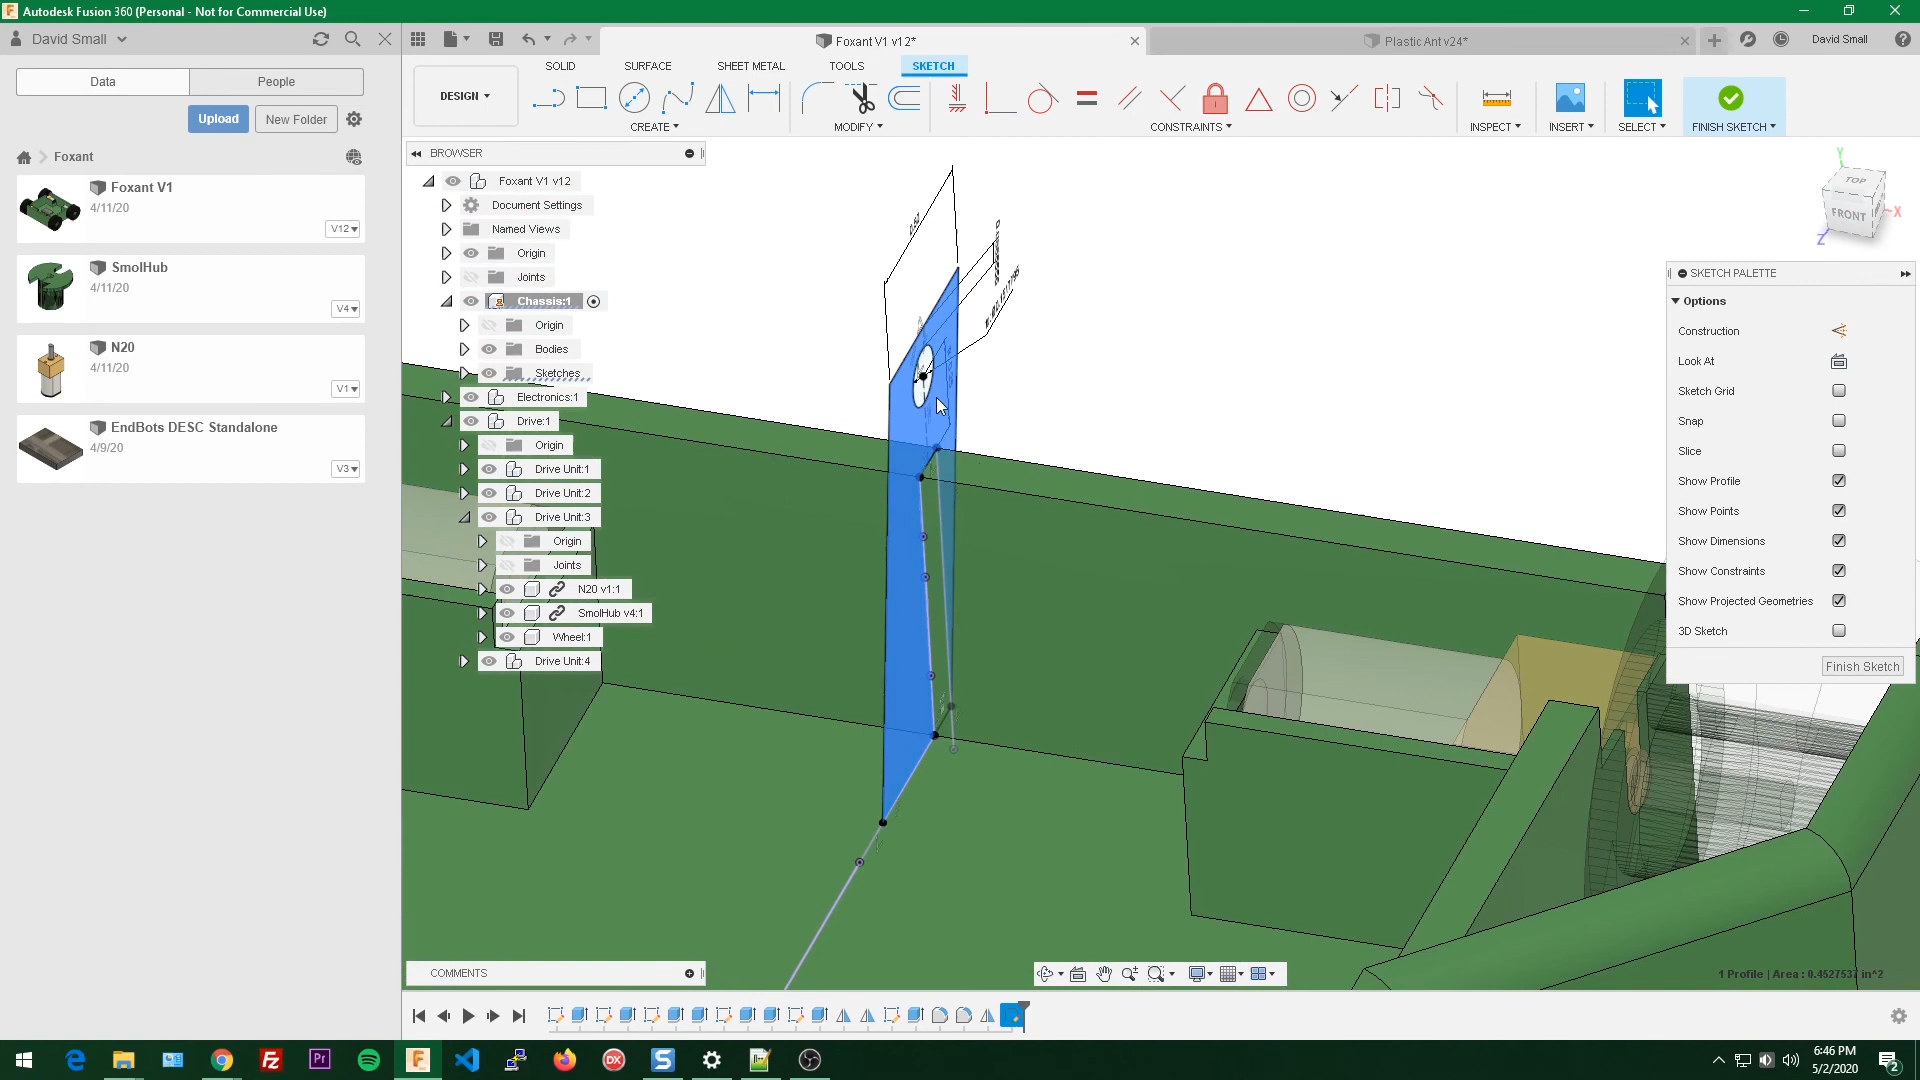 Autodesk Fusion 360 (Personal - Not for Commercial Use)
David Small
Foxant V1 v12*
Plastic Ant v24*
David Small
Data
People
Upload
New Folder
Foxant
Foxant V1
4/11/20
V12
SmolHub
4/11/20
V4
N20
4/11/20
V1
EndBots DESC Standalone
4/9/20
V3
SOLID
SURFACE
SHEET METAL
TOOLS
SKETCH
DESIGN
CREATE
MODIFY
CONSTRAINTS
INSPECT
INSERT
SELECT
FINISH SKETCH
BROWSER
Foxant V1 v12
Document Settings
Named Views
Origin
Joints
Chassis:1
Origin
Bodies
Sketches
Electronics:1
Drive:1
Origin
Drive Unit:1
Drive Unit:2
Drive Unit:3
Origin
Joints
N20 v1:1
SmolHub v4:1
Wheel:1
Drive Unit:4
TOP
FRONT
Y
X
Z
SKETCH PALETTE
Options
Construction
Look At
Sketch Grid
Snap
Slice
Show Profile
Show Points
Show Dimensions
Show Constraints
Show Projected Geometries
3D Sketch
Finish Sketch
COMMENTS
6:46 PM
5/2/2020
2